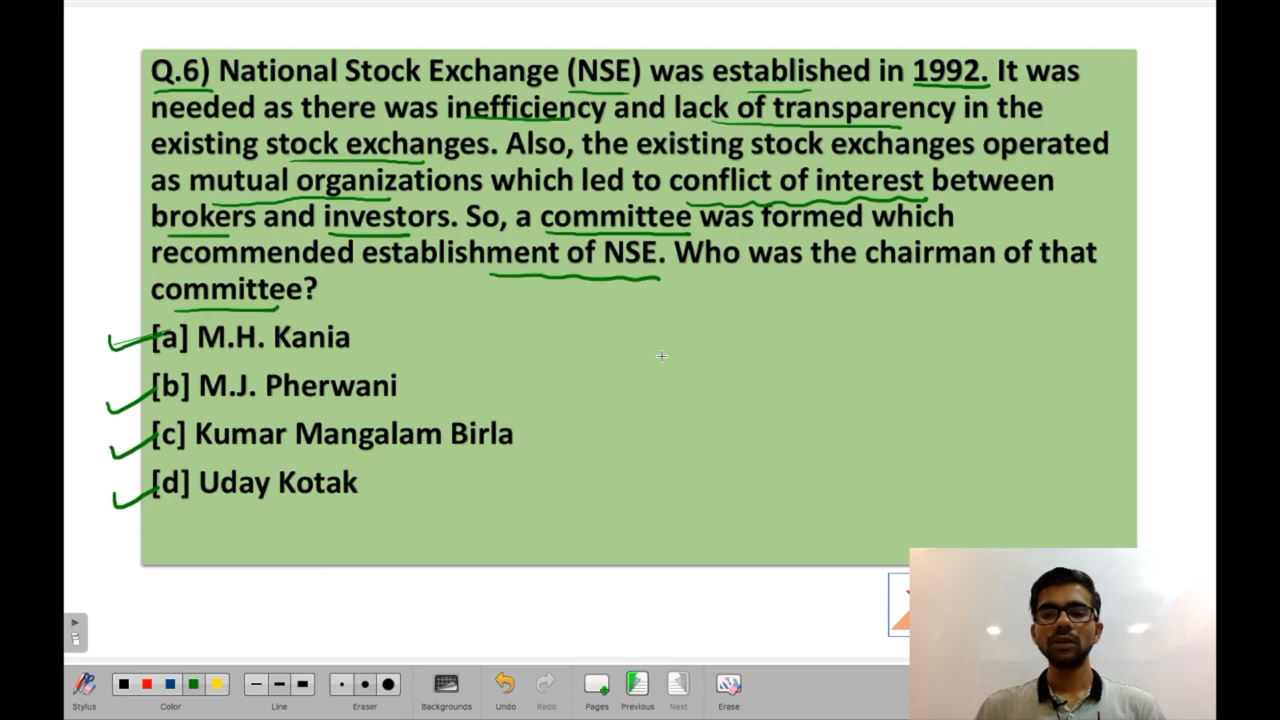 Q.6) National Stock Exchange (NSE) was established in 1992. It was
needed as there was inefficiency and lack of transparency in the
existing stock exchanges. Also, the existing stock exchanges operated
as mutual organizations which led to conflict of interest between
brokers and investors. So, a committee was formed which
recommended establishment of NSE. Who was the chairman of that
committee?
[a] M.H. Kania
[b] M.J. Pherwani
[c] Kumar Mangalam Birla
[d] Uday Kotak
Stylus Color Line Eraser Backgrounds Undo Redo Pages Previous Next Erase